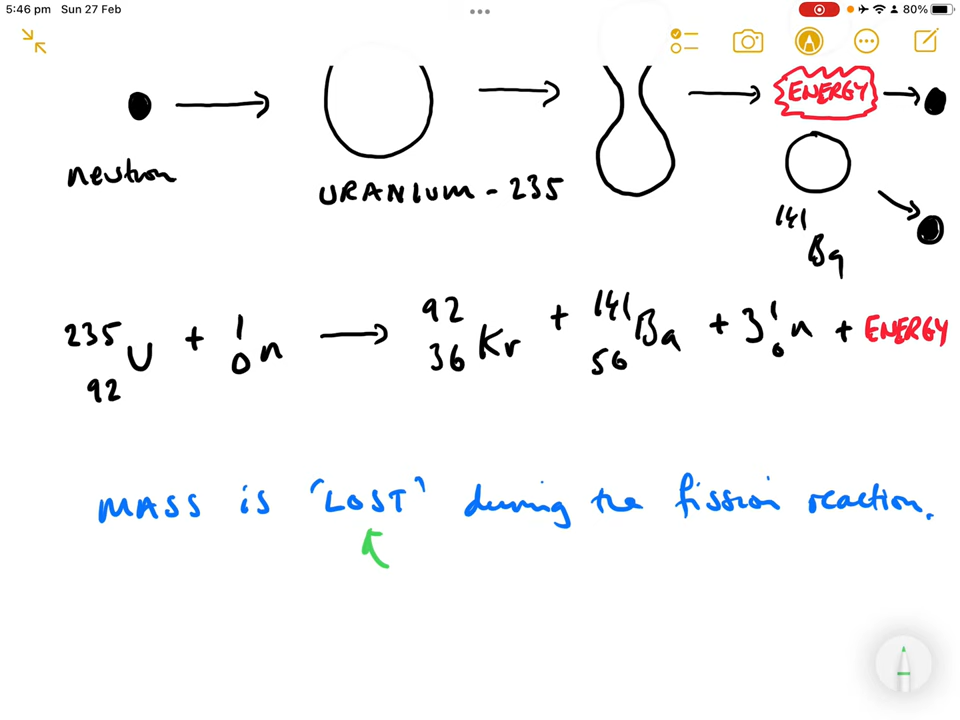 5:46 pm Sun 27 Feb
80%
ENERGY
neutron
URANIUM - 235
141
Ba
235 92 U + 1 0 n → 92 36 Kr + 141 56 Ba + 3 1 0 n + ENERGY
MASS is 'LOST' during the fission reaction.